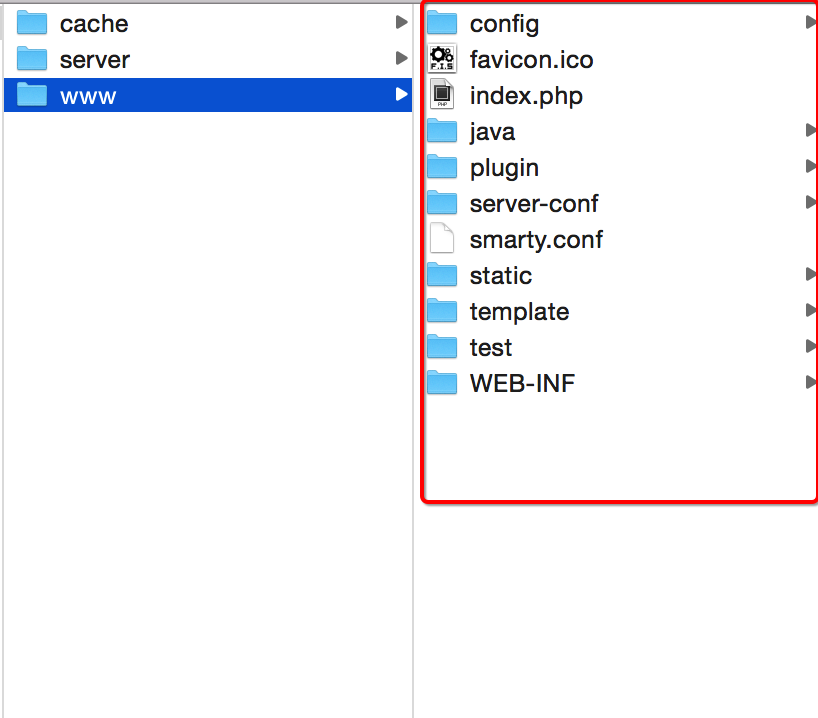 cache
server
www
config
F.I.S
favicon.ico
PHP
index.php
java
plugin
server-conf
smarty.conf
static
template
test
WEB-INF